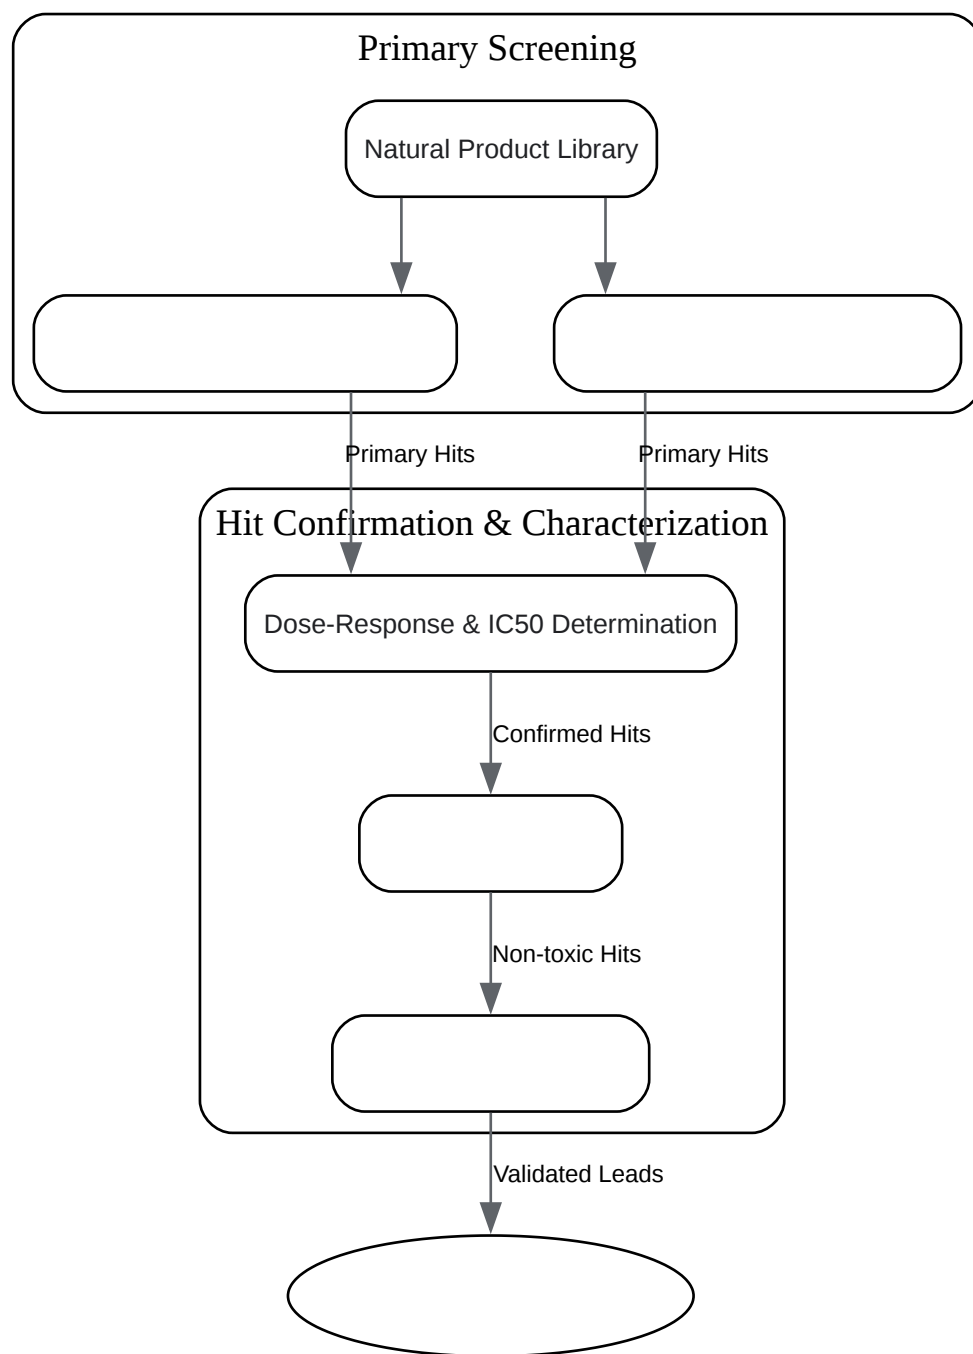 Primary Screening
Natural Product Library
Primary Hits
Primary Hits
Hit Confirmation & Characterization
Dose-Response & IC50 Determination
Confirmed Hits
Non-toxic Hits
Validated Leads